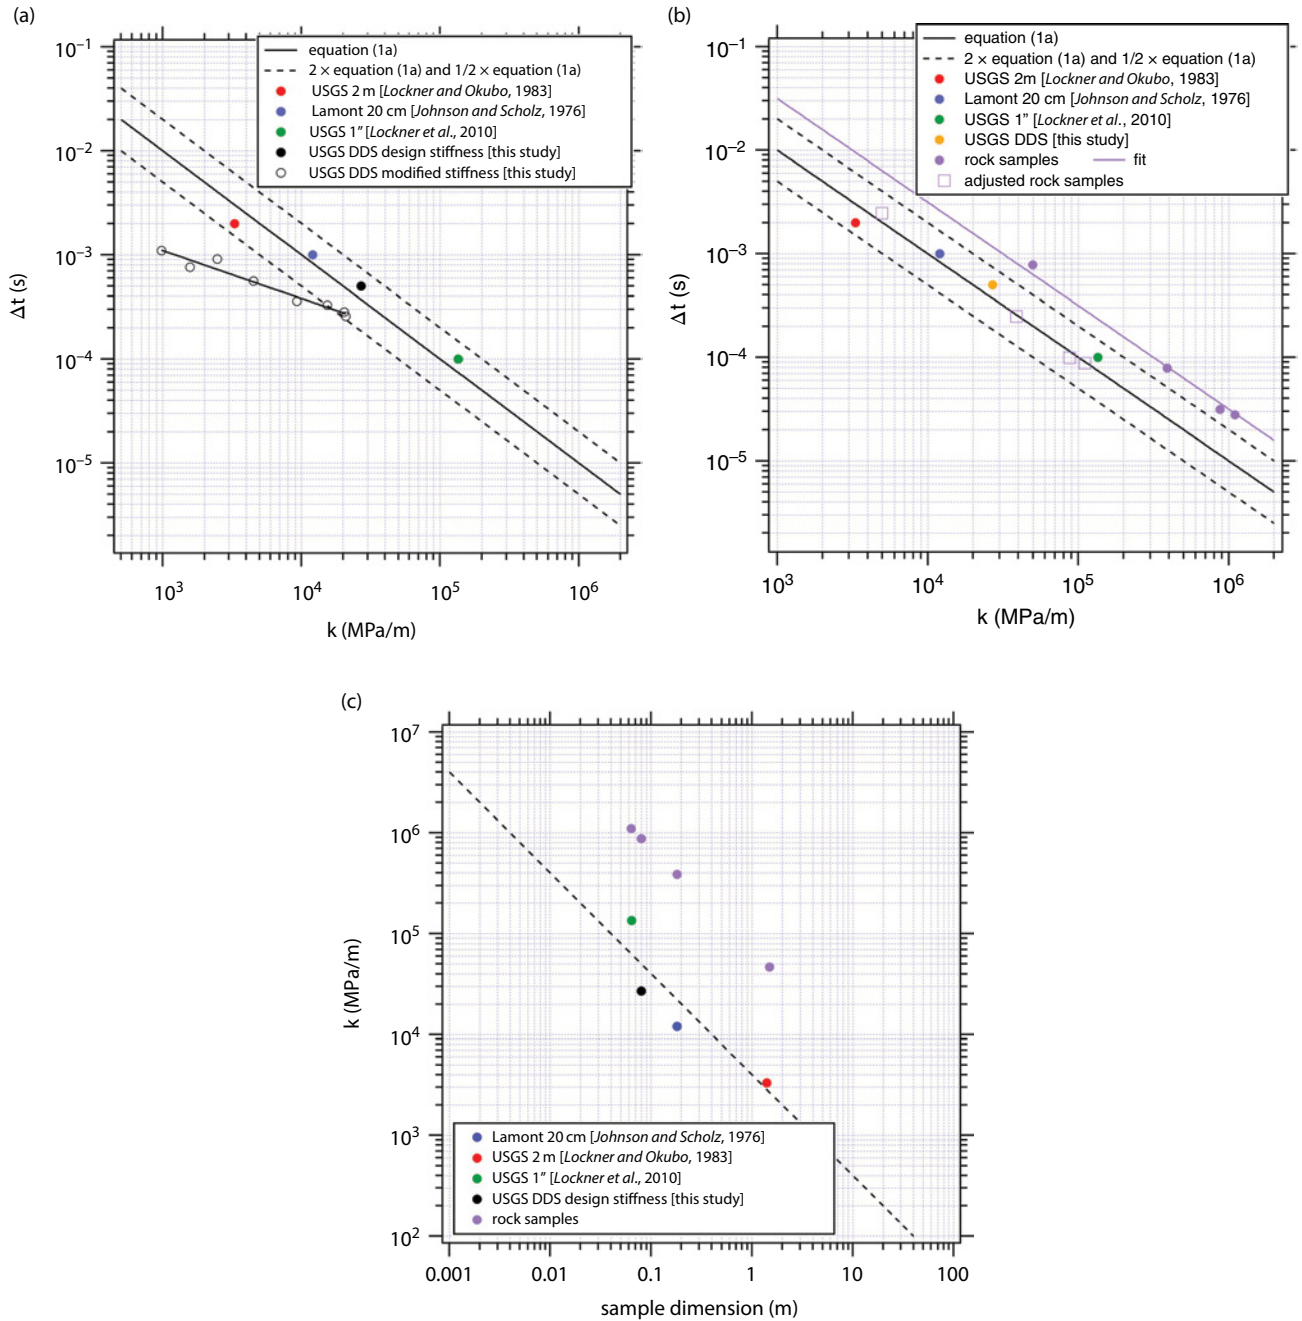 (a)
equation (1a)
2 × equation (1a) and 1/2 × equation (1a)
USGS 2 m [Lockner and Okubo, 1983]
Lamont 20 cm [Johnson and Scholz, 1976]
USGS 1” [Lockner et al., 2010]
USGS DDS design stiffness [this study]
USGS DDS modified stiffness [this study]
10⁻¹
10⁻²
10⁻³
10⁻⁴
10⁻⁵
Δt (s)
10³ 10⁴ 10⁵ 10⁶
k (MPa/m)
(b)
equation (1a)
2 × equation (1a) and 1/2 × equation (1a)
USGS 2m [Lockner and Okubo, 1983]
Lamont 20 cm [Johnson and Scholz, 1976]
USGS 1” [Lockner et al., 2010]
USGS DDS [this study]
rock samples fit
adjusted rock samples
10⁻¹
10⁻²
10⁻³
10⁻⁴
10⁻⁵
Δt (s)
10³ 10⁴ 10⁵ 10⁶
k (MPa/m)
(c)
10⁷
10⁶
10⁵
10⁴
10³
10²
k (MPa/m)
Lamont 20 cm [Johnson and Scholz, 1976]
USGS 2 m [Lockner and Okubo, 1983]
USGS 1” [Lockner et al., 2010]
USGS DDS design stiffness [this study]
rock samples
0.001 0.01 0.1 1 10 100
sample dimension (m)